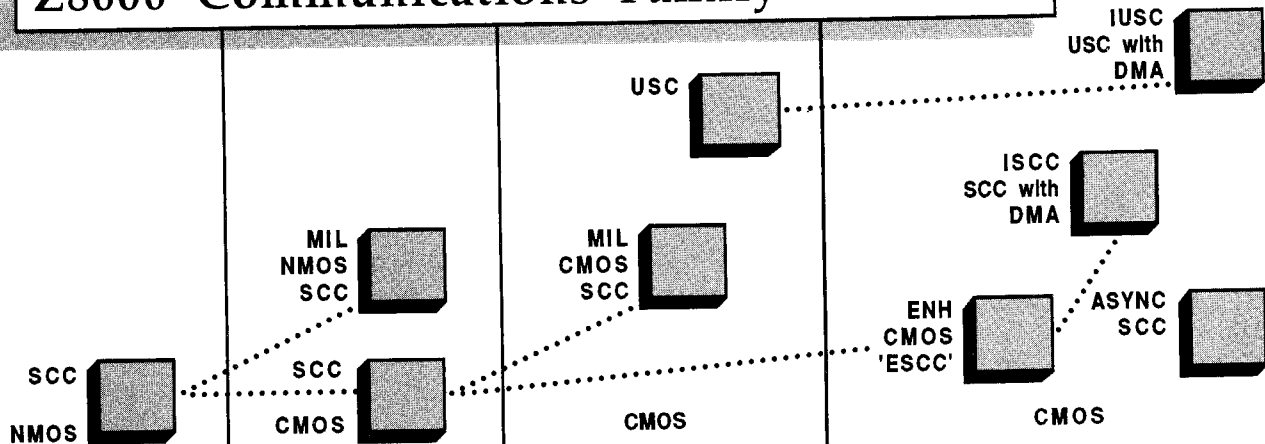 Z8000 Communications Family
IUSC
USC with
DMA
USC
ISCC
SCC with
DMA
MIL
NMOS
SCC
MIL
CMOS
SCC
ENH
CMOS
'ESCC'
ASYNC
SCC
SCC
NMOS
SCC
CMOS
CMOS
CMOS